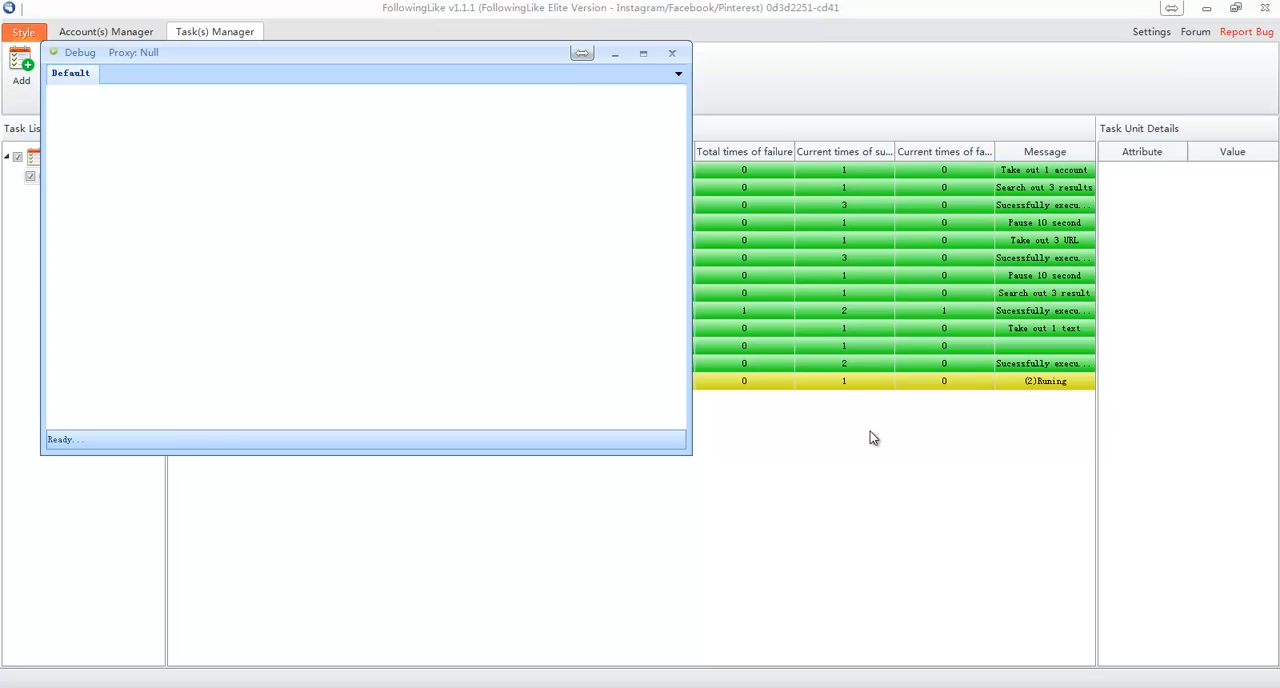 FollowingLike v1.1.1 (FollowingLike Elite Version - Instagram/Facebook/Pinterest) 0d3d2251-cd41
Style Account(s) Manager Task(s) Manager Settings Forum Report Bug
Debug Proxy: Null
Default
Add
Task Lis
Task Unit Details
Total times of failure Current times of su... Current times of fa... Message Attribute Value
0 1 0 Take out 1 account
0 1 0 Search out 3 results
0 3 0 Sucessfully execu...
0 1 0 Pause 10 second
0 1 0 Take out 3 URL
0 3 0 Sucessfully execu...
0 1 0 Pause 10 second
0 1 0 Search out 3 result
1 2 1 Sucessfully execu...
0 1 0 Take out 1 text
0 1 0
0 2 0 Sucessfully execu...
0 1 0 (2)Runing
Ready...